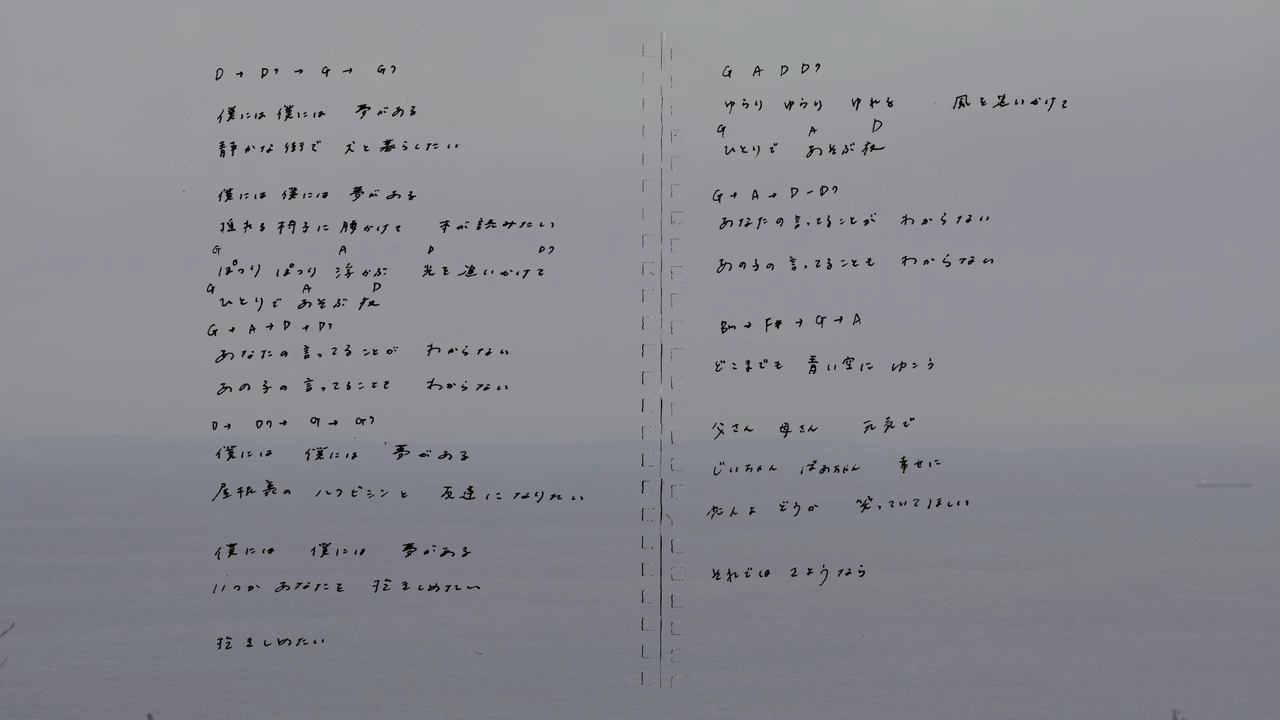 D → D7 → G → G7
僕には 僕には 夢がある
静かな街で 犬と暮らしたい
僕には 僕には 夢がある
揺れる椅子に腰かけて 本が読みたい
G A D D7
ぽつり ぽつり 浮かぶ 光を追いかけて
G A D
ひとりで あそぶ夜
G → A → D → D7
あなたの言ってることが わからない
あの子の言ってることも わからない
D → D7 → G → G7
僕には 僕には 夢がある
屋根裏の ハクビシンと 友達になりたい
僕には 僕には 夢がある
いつか あなたを 抱きしめたい
抱きしめたい
G A D D7
ゆらり ゆらり ゆれる 風を追いかけて
G A D
ひとりで あそぶ夜
G → A → D - D7
あなたの言ってることが わからない
あの子の言ってることも わからない
Bm → F# → G → A
どこまでも 青い空に ゆこう
父さん 母さん 元気で
じいちゃん ばあちゃん 幸せに
どうか 笑っていてほしい
それでは さようなら